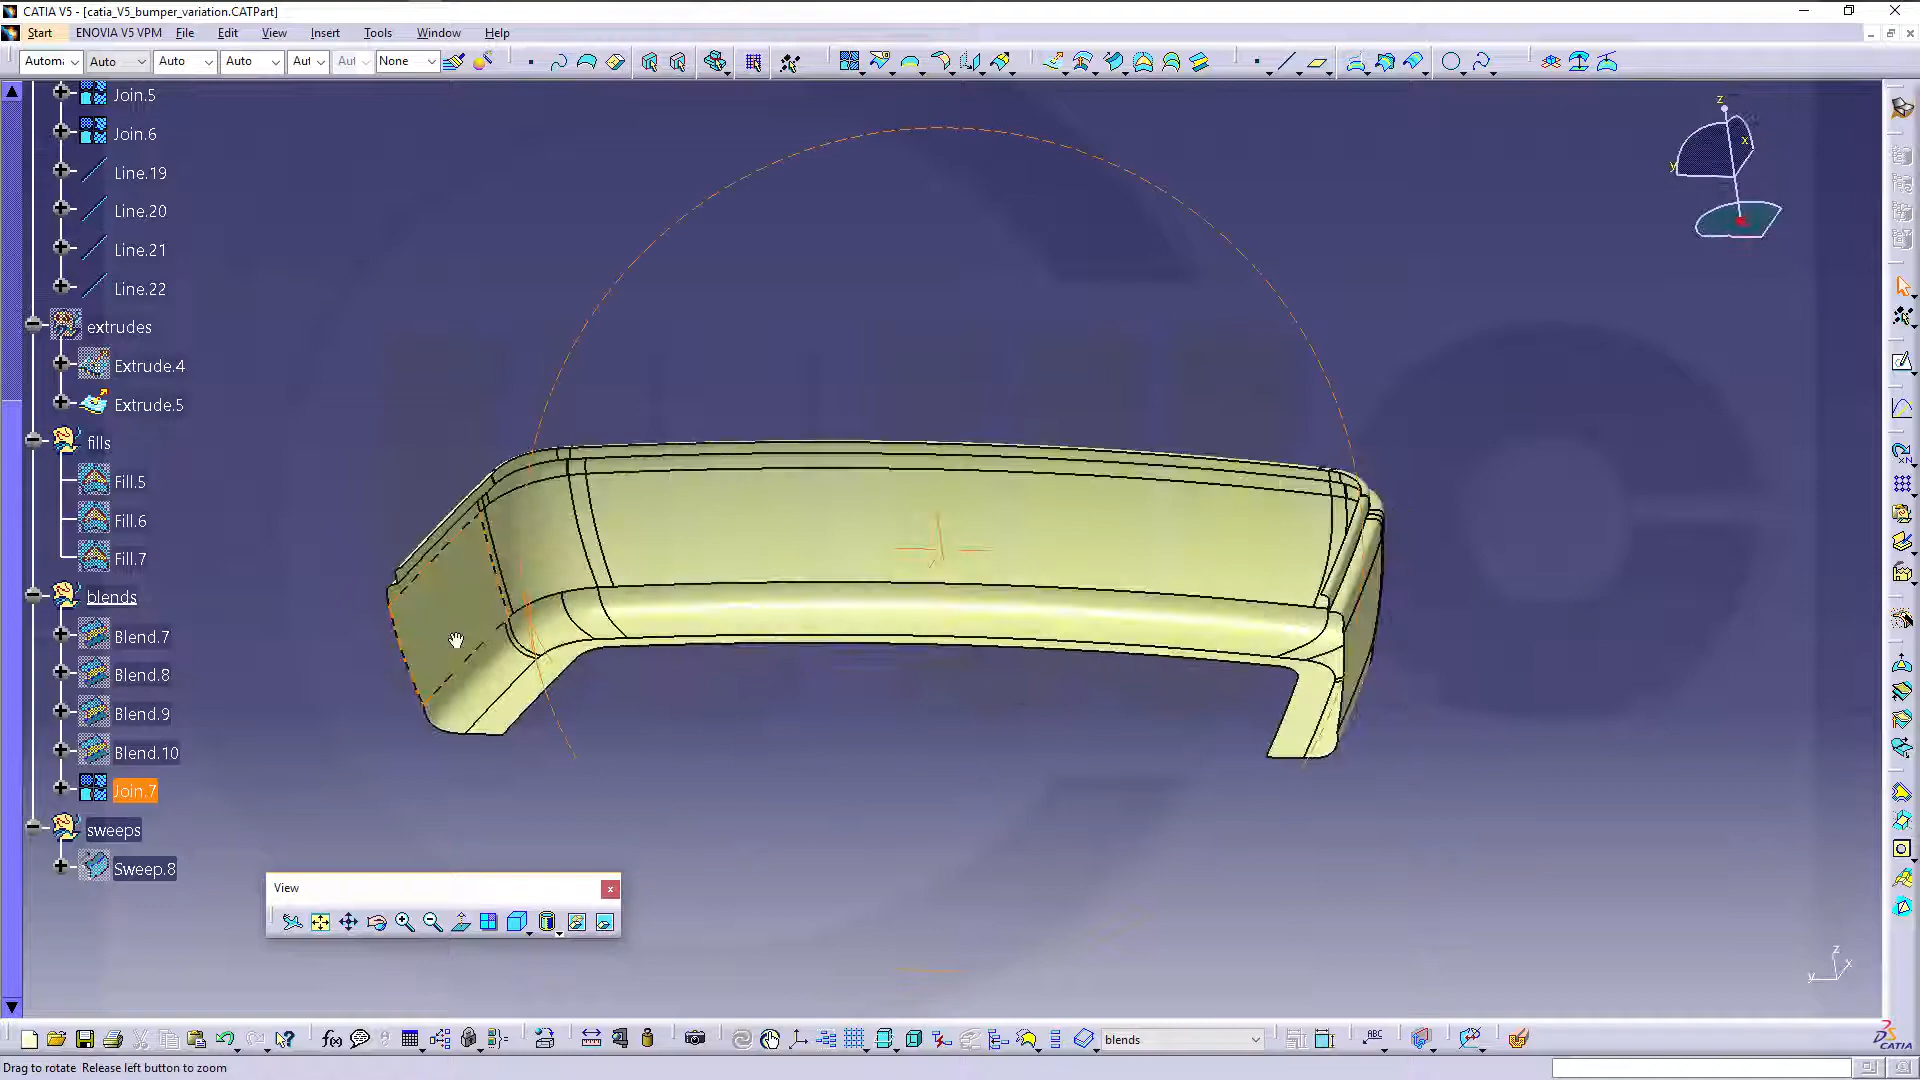 CATIA V5 - [catia_V5_bumper_variation.CATPart]
Start ENOVIA V5 VPM File Edit View Insert Tools Window Help
Automa Auto Auto Auto Aut Aut None
Join.5
Join.6
Line.19
Line.20
Line.21
Line.22
extrudes
Extrude.4
Extrude.5
fills
Fill.5
Fill.6
Fill.7
blends
Blend.7
Blend.8
Blend.9
Blend.10
Join.7
sweeps
Sweep.8
View
z
x
y
z
x
y
blends
CATIA
Drag to rotate Release left button to zoom